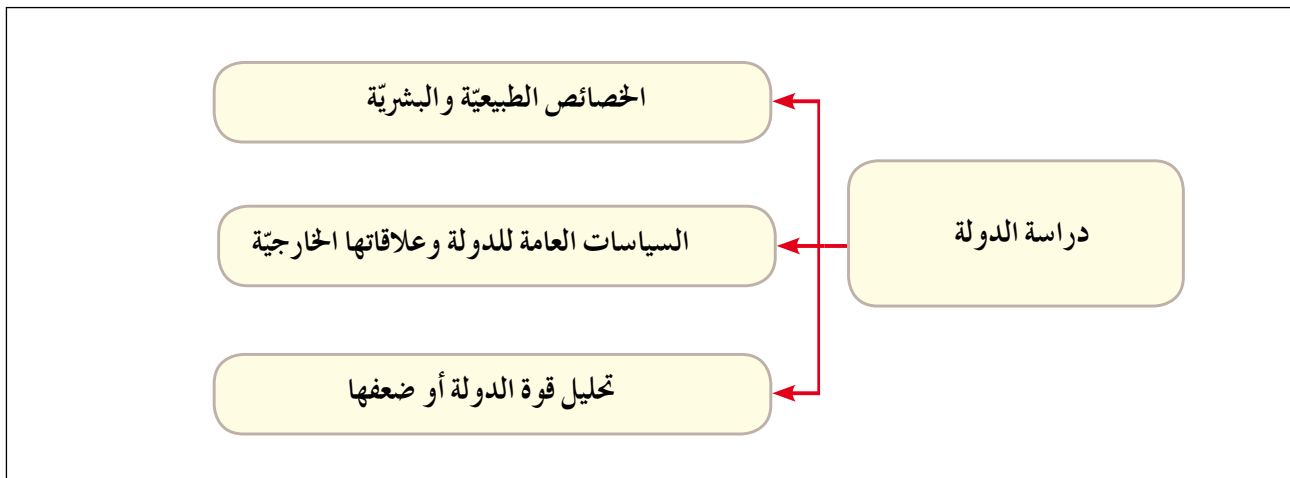 دراسة الدولة
الخصائص الطبيعيّة والبشريّة
السياسات العامة للدولة وعلاقاتها الخارجيّة
تحليل قوة الدولة أو ضعفها